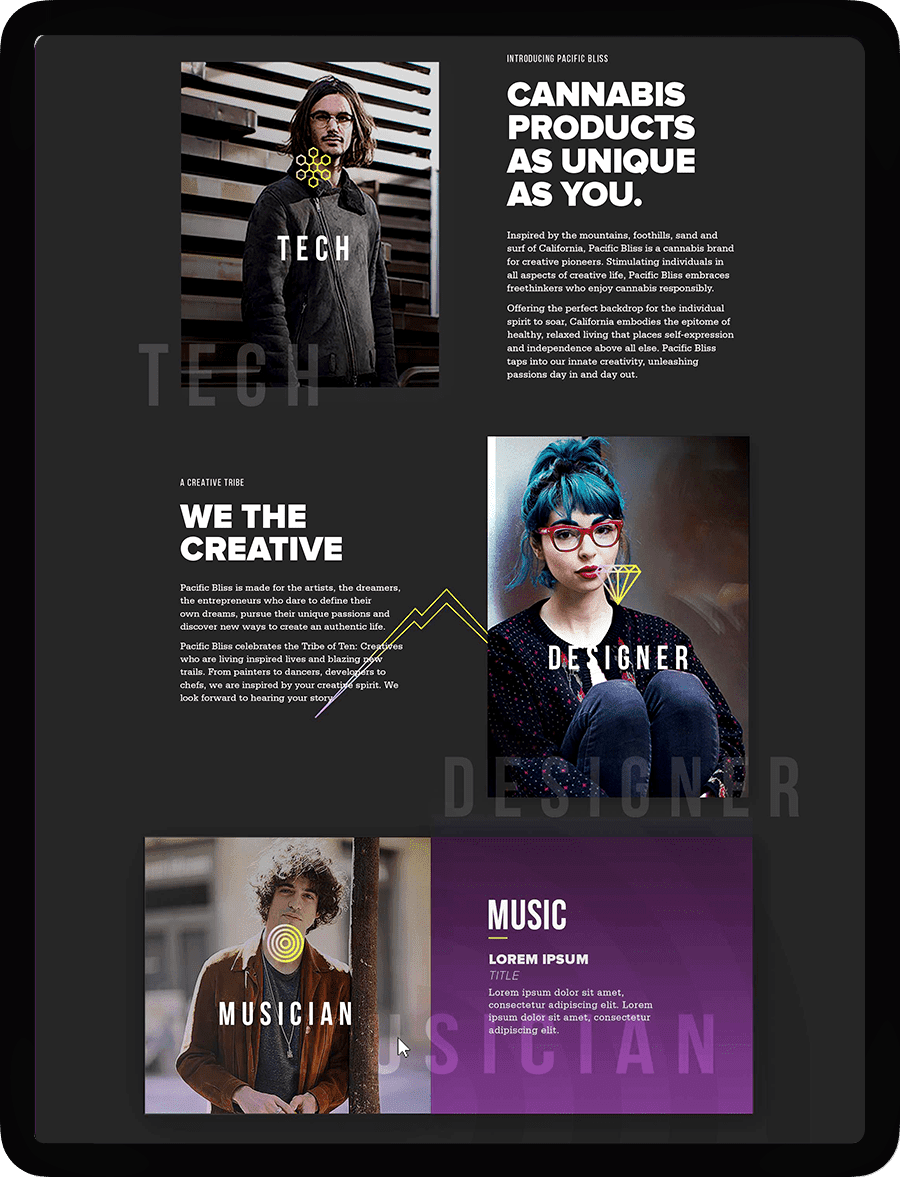 INTRODUCING PACIFIC BLISS
CANNABIS
PRODUCTS
AS UNIQUE
AS YOU.
Inspired by the mountains, foothills, sand and
surf of California, Pacific Bliss is a cannabis brand
for creative pioneers. Stimulating individuals in
all aspects of creative life, Pacific Bliss embraces
freethinkers who enjoy cannabis responsibly.
Offering the perfect backdrop for the individual
spirit to soar, California embodies the epitome of
healthy, relaxed living that places self-expression
and independence above all else. Pacific Bliss
taps into our innate creativity, unleashing
passions day in and day out.
TECH
TECH
A CREATIVE TRIBE
WE THE
CREATIVE
Pacific Bliss is made for the artists, the dreamers,
the entrepreneurs who dare to define their
own dreams, pursue their unique passions and
discover new ways to create an authentic life.
Pacific Bliss celebrates the Tribe of Ten: Creatives
who are living inspired lives and blazing new
trails. From painters to dancers, developers to
chefs, we are inspired by your creative spirit. We
look forward to hearing your story.
DESIGNER
DESIGNER
MUSICIAN
MUSIC
LOREM IPSUM
TITLE
Lorem ipsum dolor sit amet,
consectetur adipiscing elit. Lorem
ipsum dolor sit amet, consectetur
adipiscing elit.
USICIAN